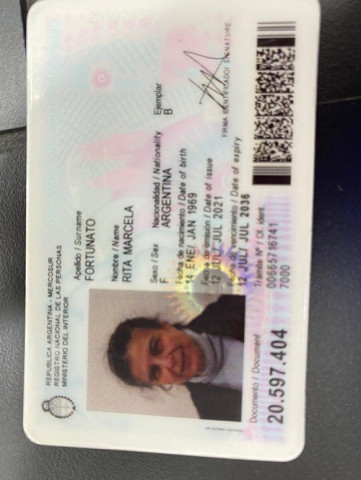 REPUBLICA ARGENTINA - MERCOSUR
REGISTRO NACIONAL DE LAS PERSONAS
MINISTERIO DEL INTERIOR
Apellido / Surname
FORTUNATO
Nombre / Name
RITA MARCELA
Sexo / Sex Nacionalidad / Nationality Ejemplar
F ARGENTINA B
Fecha de nacimiento / Date of birth
14 ENE/ JAN 1969
Fecha de emisión / Date of issue
12 JUL/ JUL 2021
Fecha de vencimiento / Date of expiry
12 JUL/ JUL 2036
Trámite Nº / Of. ident.
00665716741
7000
Documento / Document
20.597.404
FIRMA IDENTIFICADO/ SIGNATURE